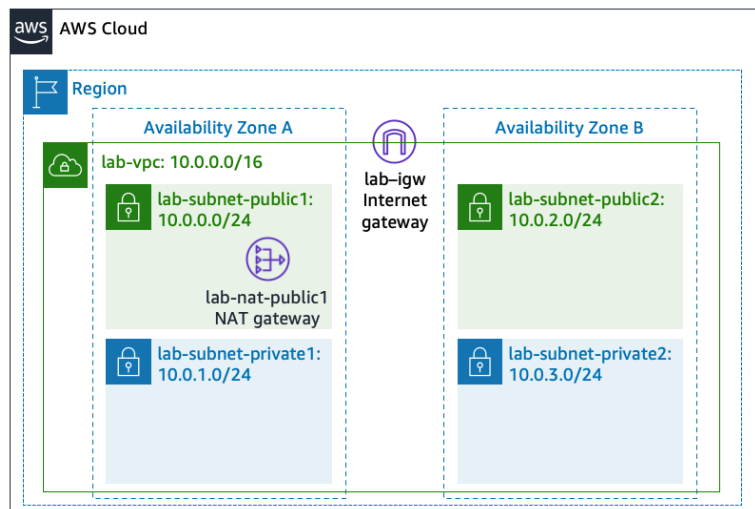 aws
AWS Cloud
Region
Availability Zone A
Availability Zone B
lab-vpc: 10.0.0.0/16
lab–igw
Internet
gateway
lab-subnet-public1:
10.0.0.0/24
lab-nat-public1
NAT gateway
lab-subnet-public2:
10.0.2.0/24
lab-subnet-private1:
10.0.1.0/24
lab-subnet-private2:
10.0.3.0/24